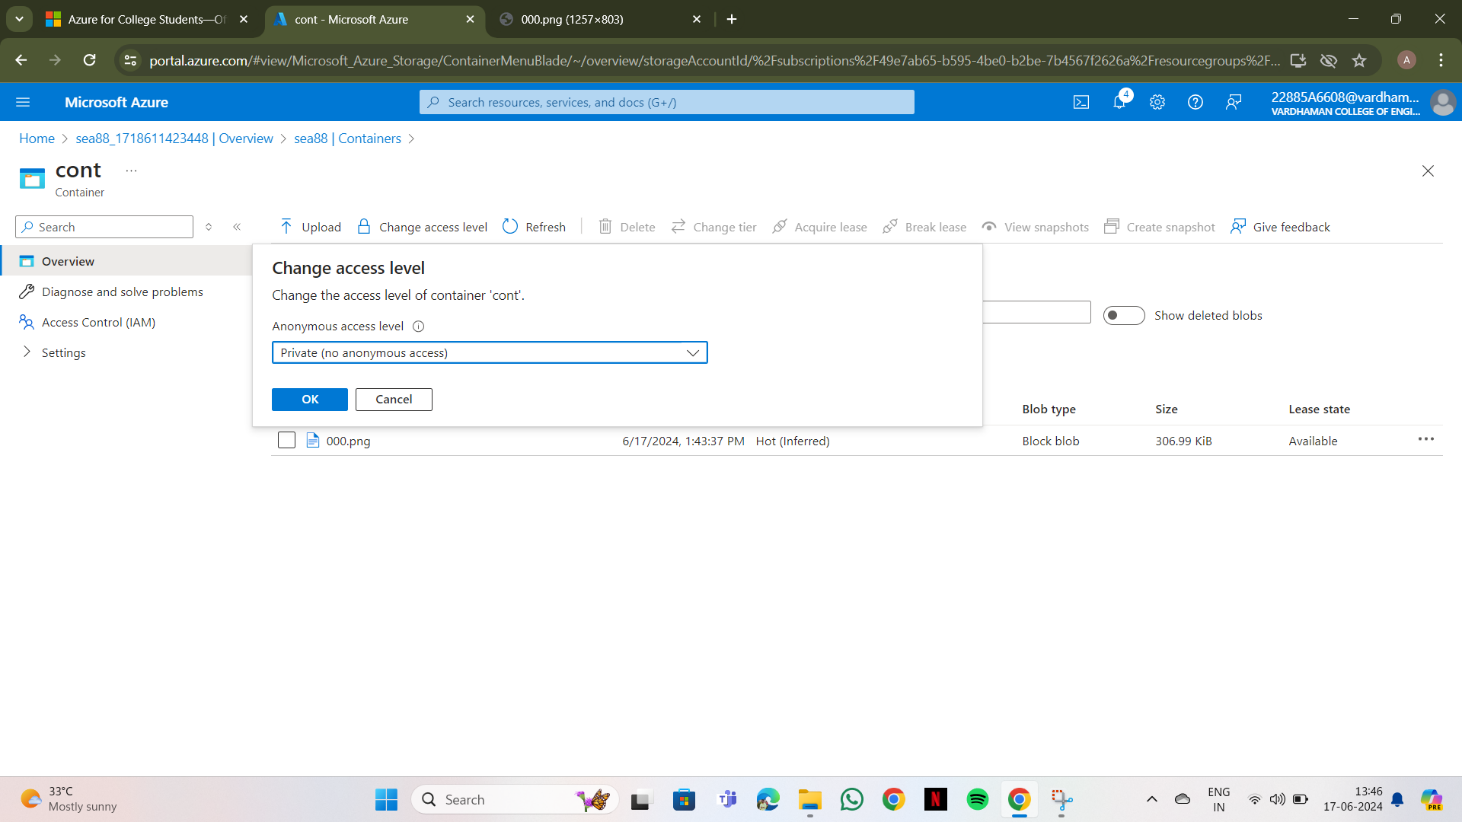 Azure for College Students—Of
cont - Microsoft Azure
000.png (1257×803)
portal.azure.com/#view/Microsoft_Azure_Storage/ContainerMenuBlade/~/overview/storageAccountId/%2Fsubscriptions%2F49e7ab65-b595-4be0-b2be-7b4567f2626a%2Fresourcegroups%2F...
A
Microsoft Azure
Search resources, services, and docs (G+/)
4
22885A6608@vardham...
VARDHAMAN COLLEGE OF ENGI...
Home > sea88_1718611423448 | Overview > sea88 | Containers >
cont ...
Container
Search
Upload Change access level Refresh Delete Change tier Acquire lease Break lease View snapshots Create snapshot Give feedback
Overview
Diagnose and solve problems
Access Control (IAM)
Settings
Change access level
Change the access level of container 'cont'.
Anonymous access level
Private (no anonymous access)
OK Cancel
Show deleted blobs
Blob type Size Lease state
000.png 6/17/2024, 1:43:37 PM Hot (Inferred) Block blob 306.99 KiB Available ...
33°C
Mostly sunny
Search
N
ENG
IN
13:46
17-06-2024
PRE